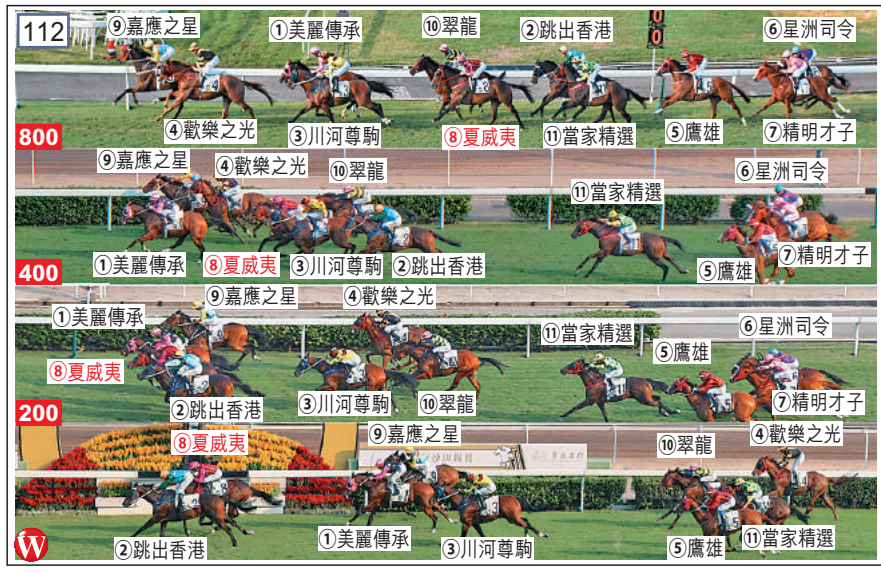 112
⑨嘉應之星 ①美麗傳承 ⑩翠龍 ②跳出香港 ⑥星洲司令
④歡樂之光 ③川河尊駒 ⑧夏威夷 ⑪當家精選 ⑤鷹雄 ⑦精明才子
800
⑨嘉應之星 ④歡樂之光 ⑩翠龍 ⑪當家精選 ⑥星洲司令
①美麗傳承 ⑧夏威夷 ③川河尊駒 ②跳出香港 ⑤鷹雄 ⑦精明才子
400
①美麗傳承 ⑨嘉應之星 ④歡樂之光 ⑪當家精選 ⑤鷹雄 ⑥星洲司令
⑧夏威夷 ②跳出香港 ③川河尊駒 ⑩翠龍 ⑦精明才子
200
⑧夏威夷 ⑨嘉應之星 ⑩翠龍 ④歡樂之光
②跳出香港 ①美麗傳承 ③川河尊駒 ⑤鷹雄 ⑪當家精選
W